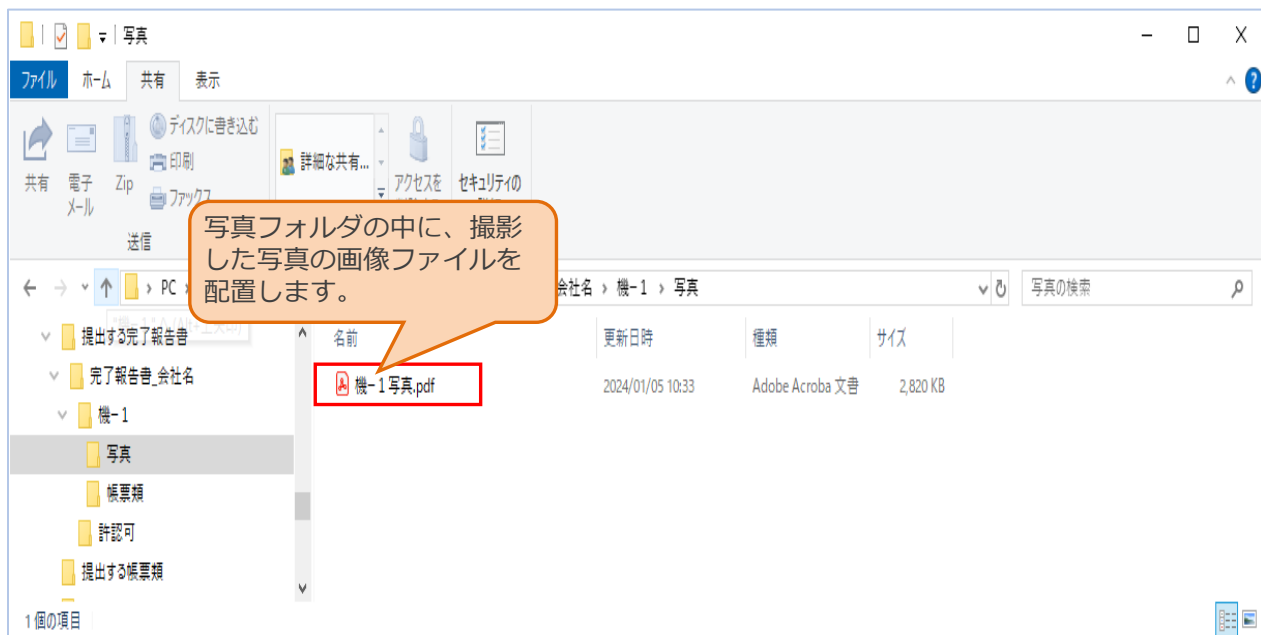 写真
ファイル ホーム 共有 表示
ディスクに書き込む
印刷
ファックス
共有 電子メール Zip
詳細な共有...
アクセスを
セキュリティの
送信
写真フォルダの中に、撮影
した写真の画像ファイルを
配置します。
PC 会社名 › 機-1 › 写真 写真の検索
名前 更新日時 種類 サイズ
機-1写真.pdf 2024/01/05 10:33 Adobe Acroba 文書 2,820 KB
提出する完了報告書
完了報告書_会社名
機-1
写真
帳票類
許認可
提出する帳票類
1個の項目